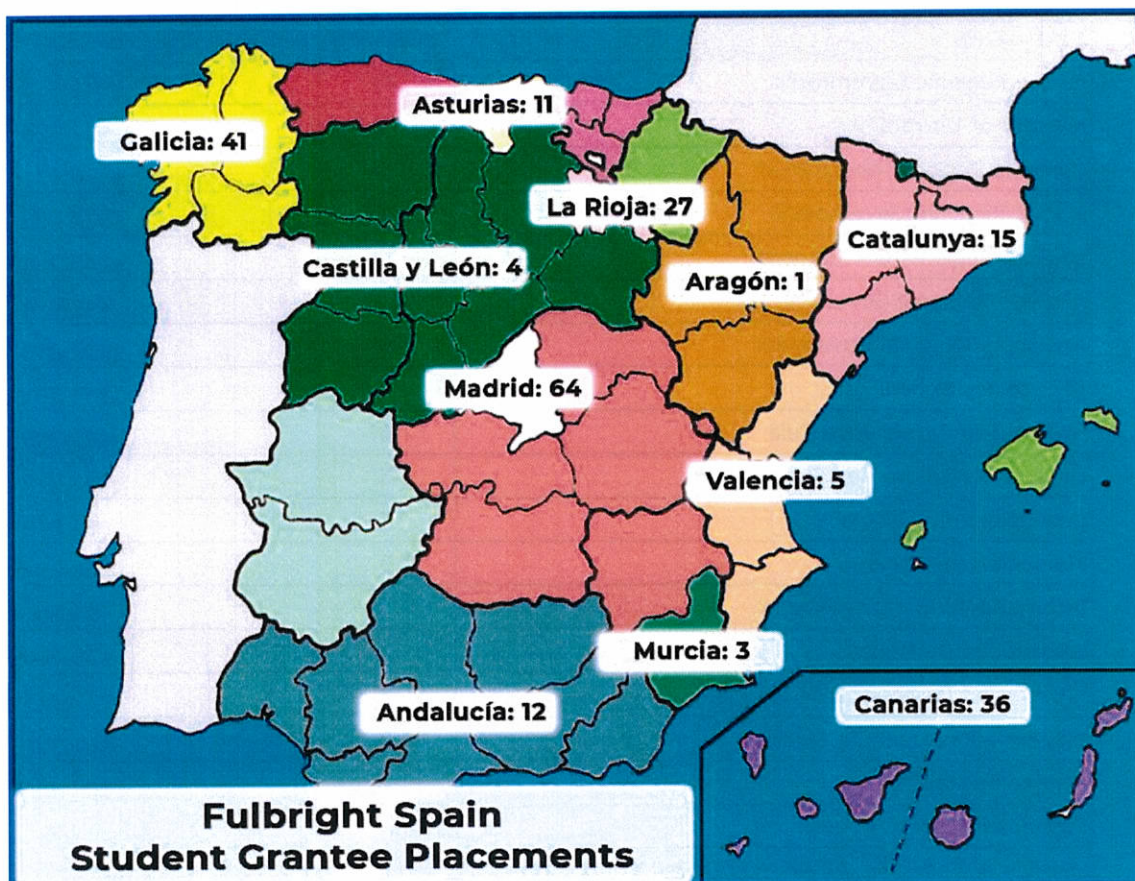 Asturias: 11
Galicia: 41
La Rioja: 27
Catalunya: 15
Castilla y León: 4
Aragón: 1
Madrid: 64
Valencia: 5
Murcia: 3
Andalucía: 12
Canarias: 36
Fulbright Spain
Student Grantee Placements